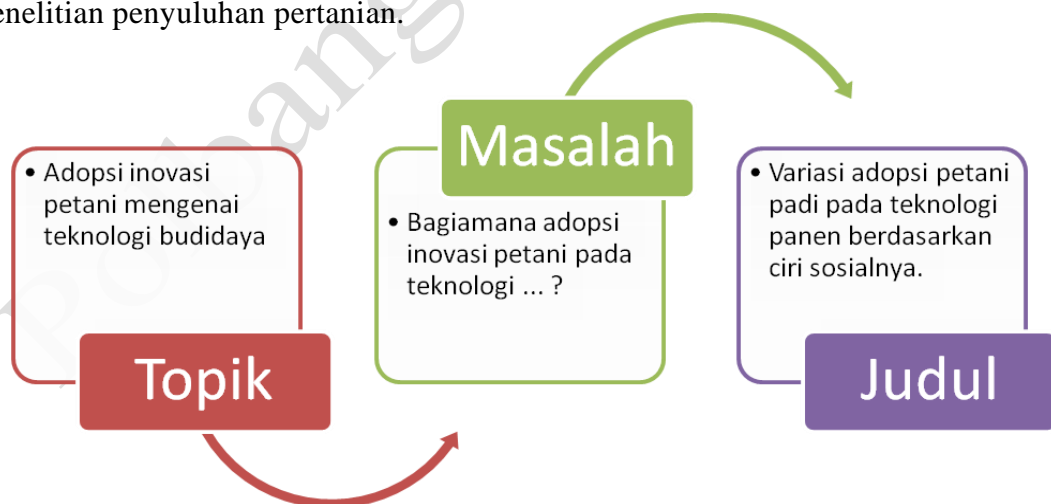 penelitian penyuluhan pertanian.
• Adopsi inovasi
petani mengenai
teknologi budidaya
Topik
Masalah
• Bagiamana adopsi
inovasi petani pada
teknologi ... ?
• Variasi adopsi petani
padi pada teknologi
panen berdasarkan
ciri sosialnya.
Judul